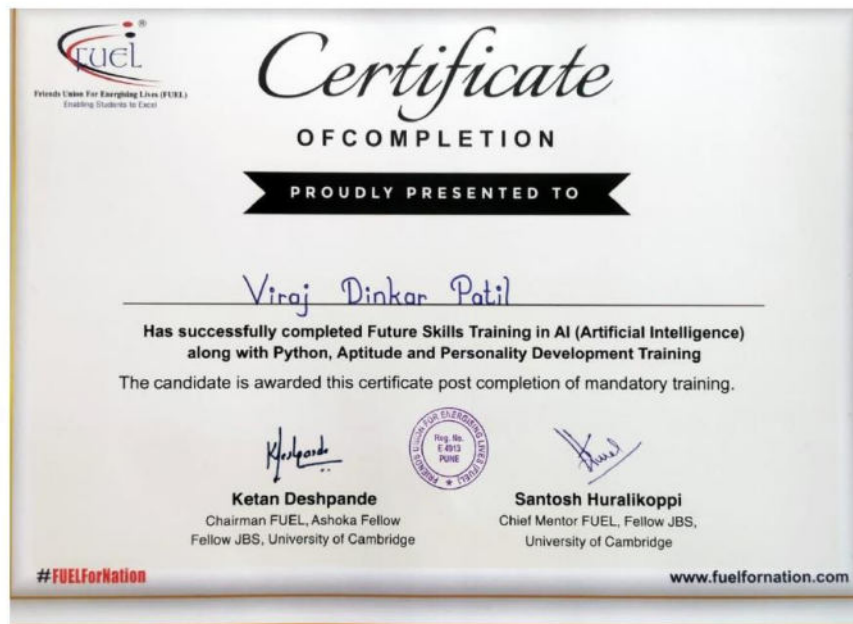 FUEL
®
Friends Union For Energising Lives (FUEL)
Enabling Students to Excel
Certificate
OFCOMPLETION
PROUDLY PRESENTED TO
Viraj Dinkar Patil
Has successfully completed Future Skills Training in AI (Artificial Intelligence)
along with Python, Aptitude and Personality Development Training
The candidate is awarded this certificate post completion of mandatory training.
FRIENDS UNION FOR ENERGISING LIVES (FUEL)
Reg. No.
E 4913
PUNE
Ketan Deshpande
Chairman FUEL, Ashoka Fellow
Fellow JBS, University of Cambridge
Santosh Huralikoppi
Chief Mentor FUEL, Fellow JBS,
University of Cambridge
#FUELForNation
www.fuelfornation.com